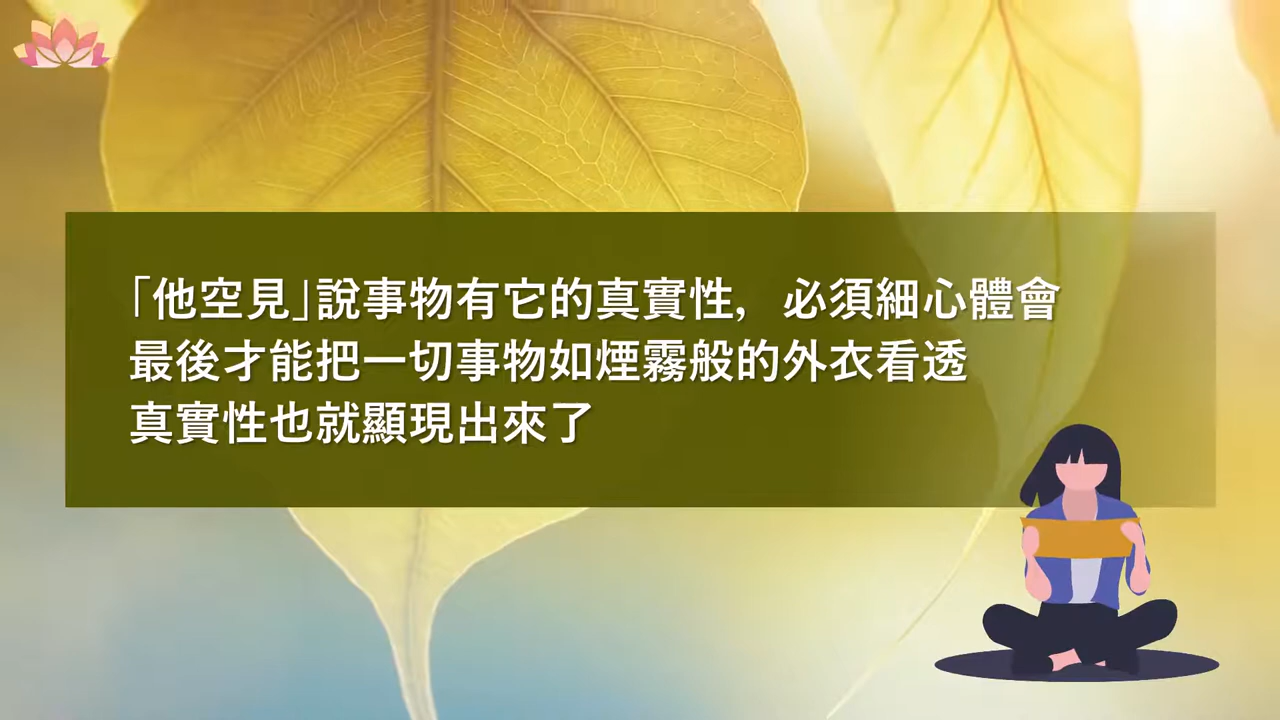 「他空見」說事物有它的真實性，必須細心體會
最後才能把一切事物如煙霧般的外衣看透
真實性也就顯現出來了